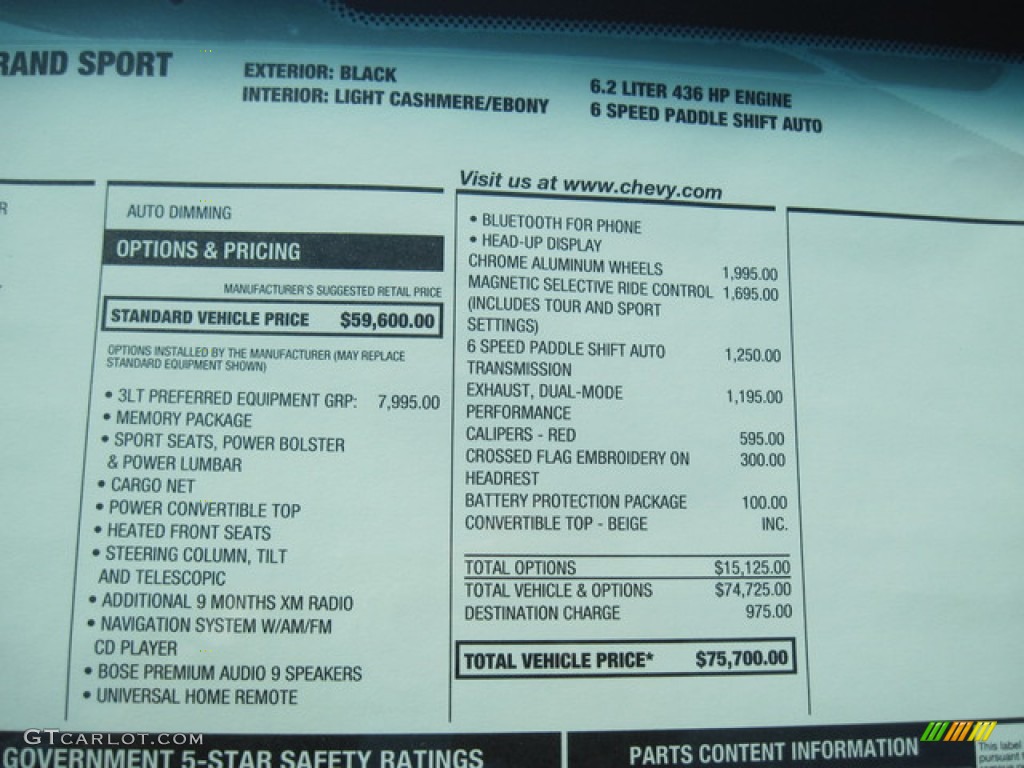 RAND SPORT
EXTERIOR: BLACK
INTERIOR: LIGHT CASHMERE/EBONY
6.2 LITER 436 HP ENGINE
6 SPEED PADDLE SHIFT AUTO
R
AUTO DIMMING
OPTIONS & PRICING
MANUFACTURER'S SUGGESTED RETAIL PRICE
STANDARD VEHICLE PRICE $59,600.00
OPTIONS INSTALLED BY THE MANUFACTURER (MAY REPLACE
STANDARD EQUIPMENT SHOWN)
• 3LT PREFERRED EQUIPMENT GRP: 7,995.00
• MEMORY PACKAGE
• SPORT SEATS, POWER BOLSTER
& POWER LUMBAR
• CARGO NET
• POWER CONVERTIBLE TOP
• HEATED FRONT SEATS
• STEERING COLUMN, TILT
AND TELESCOPIC
• ADDITIONAL 9 MONTHS XM RADIO
• NAVIGATION SYSTEM W/AM/FM
CD PLAYER
• BOSE PREMIUM AUDIO 9 SPEAKERS
• UNIVERSAL HOME REMOTE
Visit us at www.chevy.com
• BLUETOOTH FOR PHONE
• HEAD-UP DISPLAY
CHROME ALUMINUM WHEELS 1,995.00
MAGNETIC SELECTIVE RIDE CONTROL 1,695.00
(INCLUDES TOUR AND SPORT
SETTINGS)
6 SPEED PADDLE SHIFT AUTO 1,250.00
TRANSMISSION
EXHAUST, DUAL-MODE 1,195.00
PERFORMANCE
CALIPERS - RED 595.00
CROSSED FLAG EMBROIDERY ON 300.00
HEADREST
BATTERY PROTECTION PACKAGE 100.00
CONVERTIBLE TOP - BEIGE INC.
TOTAL OPTIONS $15,125.00
TOTAL VEHICLE & OPTIONS $74,725.00
DESTINATION CHARGE 975.00
TOTAL VEHICLE PRICE* $75,700.00
GTcarlot.com
GOVERNMENT 5-STAR SAFETY RATINGS
PARTS CONTENT INFORMATION
This label
pursuant